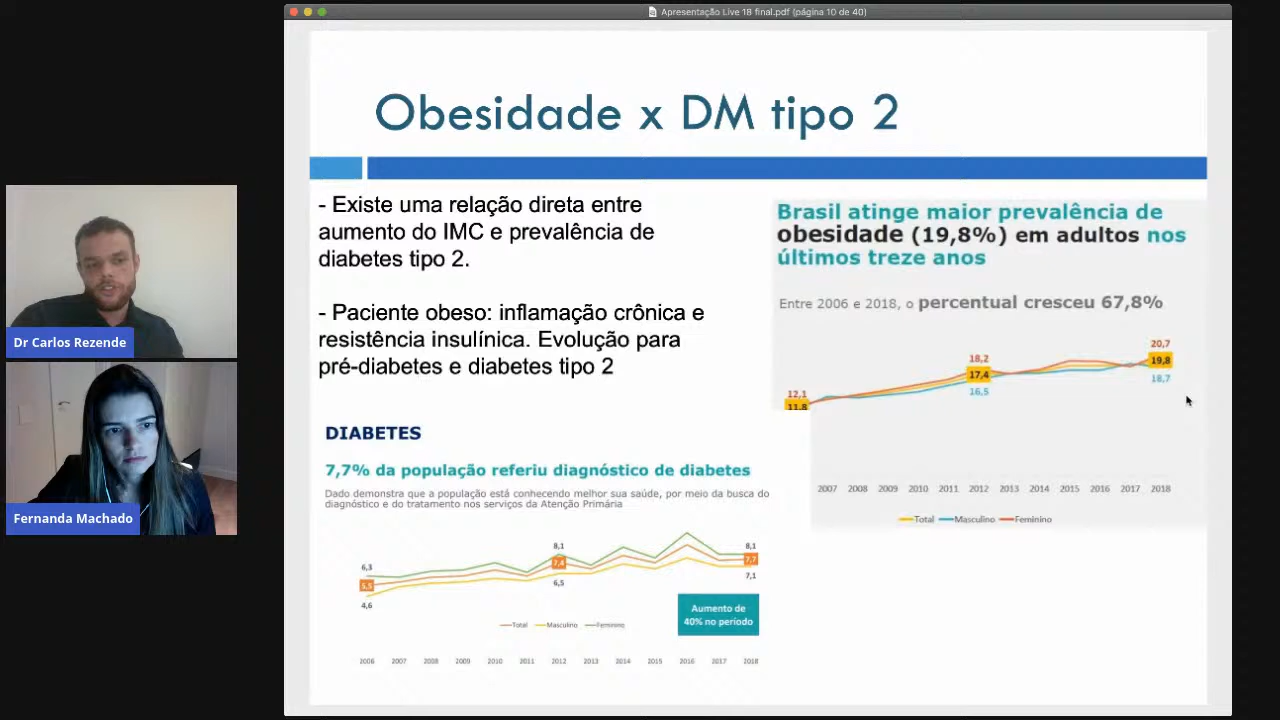 Apresentação Live 18 final.pdf (página 10 de 40)
Obesidade x DM tipo 2
- Existe uma relação direta entre
aumento do IMC e prevalência de
diabetes tipo 2.
- Paciente obeso: inflamação crônica e
resistência insulínica. Evolução para
pré-diabetes e diabetes tipo 2
Brasil atinge maior prevalência de
obesidade (19,8%) em adultos nos
últimos treze anos
Entre 2006 e 2018, o percentual cresceu 67,8%
20,7
19,8
18,7
18,2
17,4
16,5
12,1
11,8
2007 2008 2009 2010 2011 2012 2013 2014 2015 2016 2017 2018
Total Masculino Feminino
DIABETES
7,7% da população referiu diagnóstico de diabetes
Dado demonstra que a população está conhecendo melhor sua saúde, por meio da busca do
diagnóstico e do tratamento nos serviços da Atenção Primária
6,3
5,5
4,6
8,1
7,4
6,5
8,1
7,7
7,1
Aumento de
40% no período
Total Masculino Feminino
2006 2007 2008 2009 2010 2011 2012 2013 2014 2015 2016 2017 2018
Dr Carlos Rezende
Fernanda Machado